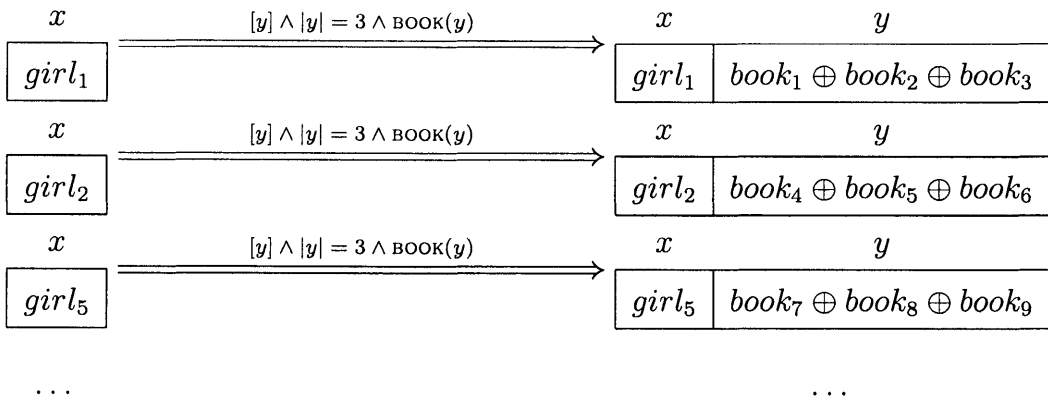 x [y] ∧ |y| = 3 ∧ BOOK(y) x y
girl₁ girl₁ book₁ ⊕ book₂ ⊕ book₃
x [y] ∧ |y| = 3 ∧ BOOK(y) x y
girl₂ girl₂ book₄ ⊕ book₅ ⊕ book₆
x [y] ∧ |y| = 3 ∧ BOOK(y) x y
girl₅ girl₅ book₇ ⊕ book₈ ⊕ book₉
... ...